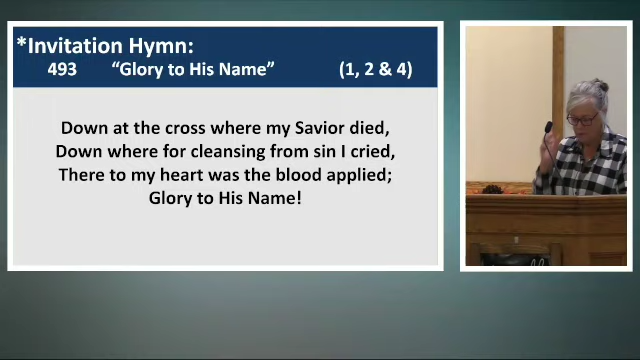 *Invitation Hymn:
493 “Glory to His Name” (1, 2 & 4)
Down at the cross where my Savior died,
Down where for cleansing from sin I cried,
There to my heart was the blood applied;
Glory to His Name!